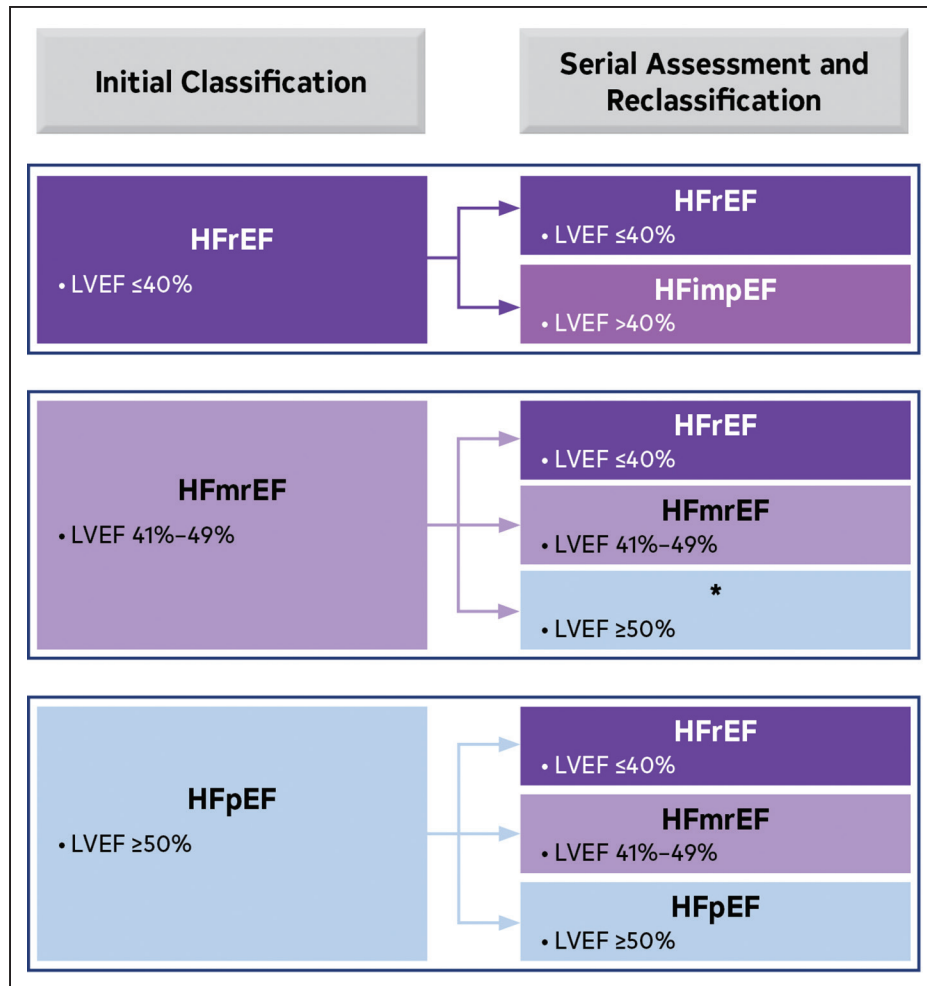 Initial Classification
Serial Assessment and
Reclassification
HFrEF
• LVEF ≤40%
HFrEF
• LVEF ≤40%
HFimpEF
• LVEF >40%
HFmrEF
• LVEF 41%–49%
HFrEF
• LVEF ≤40%
HFmrEF
• LVEF 41%–49%
*
• LVEF ≥50%
HFpEF
• LVEF ≥50%
HFrEF
• LVEF ≤40%
HFmrEF
• LVEF 41%–49%
HFpEF
• LVEF ≥50%